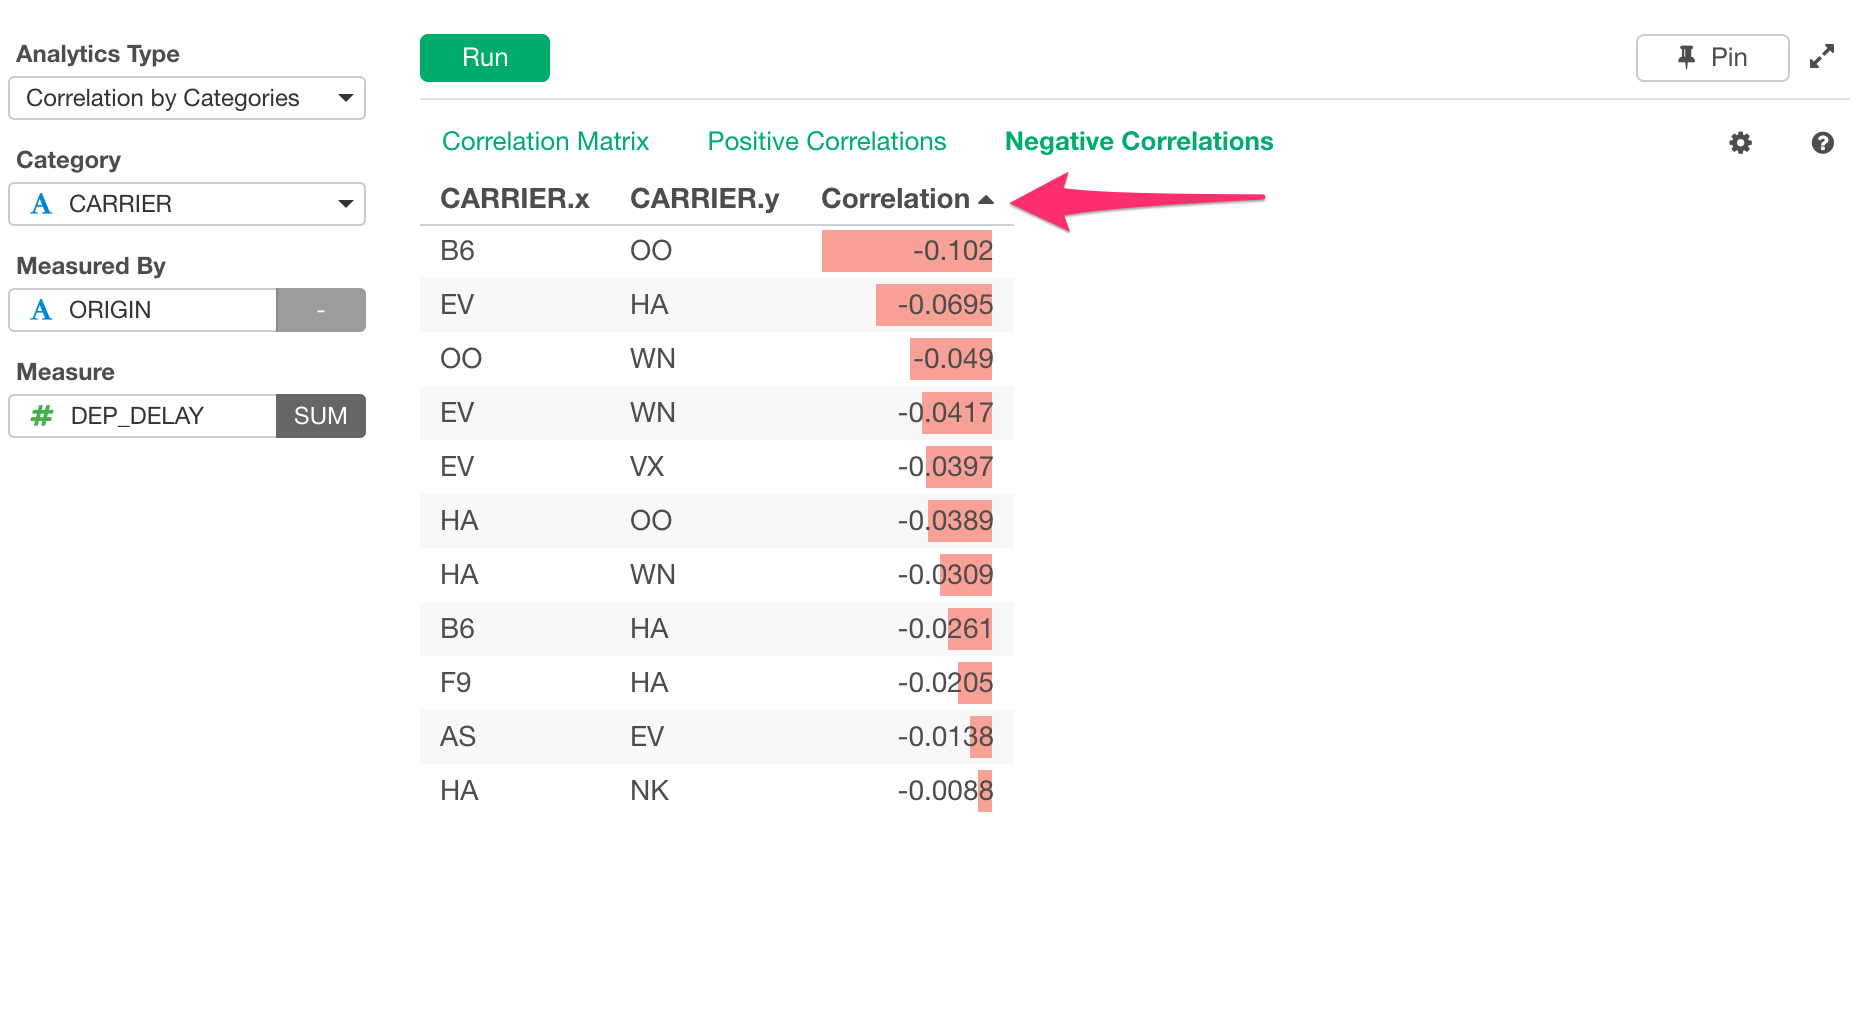 Analytics Type
Correlation by Categories
Category
A CARRIER
Measured By
A ORIGIN -
Measure
# DEP_DELAY SUM
Run
Pin
Correlation Matrix Positive Correlations Negative Correlations
CARRIER.x CARRIER.y Correlation
B6 OO -0.102
EV HA -0.0695
OO WN -0.049
EV WN -0.0417
EV VX -0.0397
HA OO -0.0389
HA WN -0.0309
B6 HA -0.0261
F9 HA -0.0205
AS EV -0.0138
HA NK -0.0088